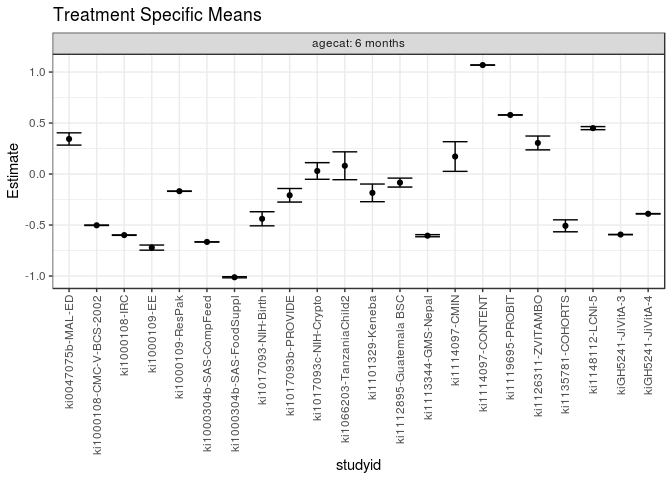 Treatment Specific Means
agecat: 6 months
Estimate
1.0
0.5
0.0
-0.5
-1.0
ki0047075b-MAL-ED
ki1000108-CMC-V-BCS-2002
ki1000108-IRC
ki1000109-EE
ki1000109-ResPak
ki1000304b-SAS-CompFeed
ki1000304b-SAS-FoodSuppl
ki1017093-NIH-Birth
ki1017093b-PROVIDE
ki1017093c-NIH-Crypto
ki1066203-TanzaniaChild2
ki1101329-Keneba
ki1112895-Guatemala BSC
ki1113344-GMS-Nepal
ki1114097-CMIN
ki1114097-CONTENT
ki1119695-PROBIT
ki1126311-ZVITAMBO
ki1135781-COHORTS
ki1148112-LCNI-5
kiGH5241-JiVitA-3
kiGH5241-JiVitA-4
studyid